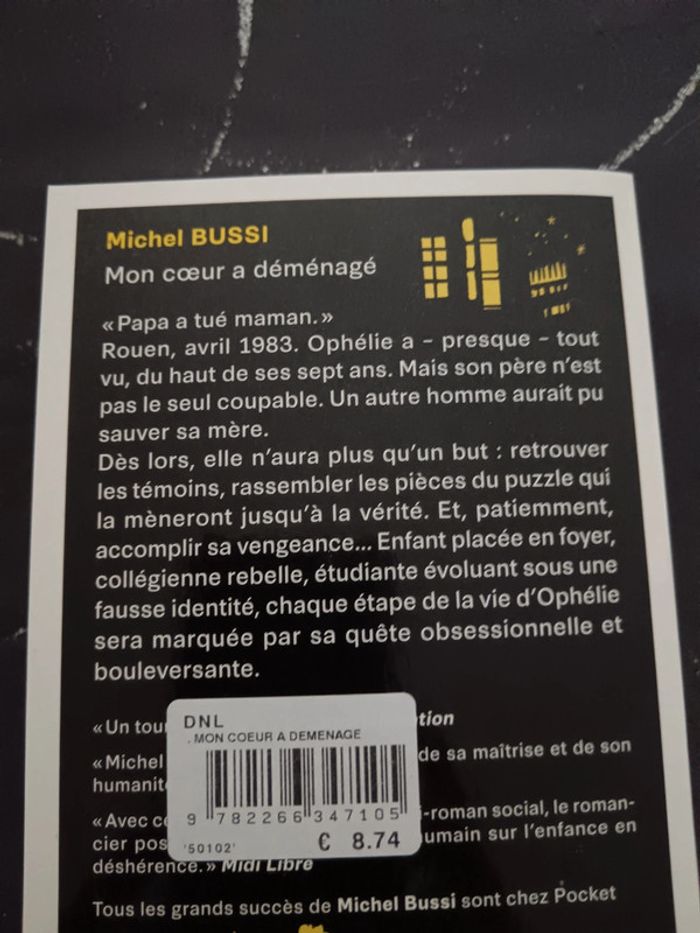 Michel BUSSI
Mon cœur a déménagé
«Papa a tué maman.»
Rouen, avril 1983. Ophélie a – presque – tout
vu, du haut de ses sept ans. Mais son père n'est
pas le seul coupable. Un autre homme aurait pu
sauver sa mère.
Dès lors, elle n'aura plus qu'un but : retrouver
les témoins, rassembler les pièces du puzzle qui
la mèneront jusqu'à la vérité. Et, patiemment,
accomplir sa vengeance... Enfant placée en foyer,
collégienne rebelle, étudiante évoluant sous une
fausse identité, chaque étape de la vie d'Ophélie
sera marquée par sa quête obsessionnelle et
bouleversante.
«Un
«Michel de sa maîtrise et de son
«Avec -roman social, le roman-
cier sur l'enfance en
déshérence.» Midi Libre
Tous les grands succès de Michel Bussi sont chez Pocket
DNL
. MON COEUR A DEMENAGE
9 782266 347105
'50102' € 8.74